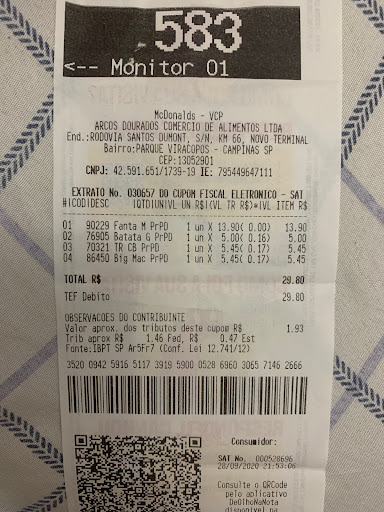 583
<-- Monitor 01
McDonalds - VCP
ARCOS DOURADOS COMERCIO DE ALIMENTOS LTDA
End.:RODOVIA SANTOS DUMONT, S/N, KM 66, NOVO TERMINAL
Bairro:PARQUE VIRACOPOS - CAMPINAS SP
CEP:13052901
CNPJ: 42.591.651/1739-19 IE: 795449647111
EXTRATO No. 030657 DO CUPOM FISCAL ELETRONICO - SAT
#|COD|DESC |QTD|UN|VL UN R$|(VL TR R$)*|VL ITEM R$
01 90229 Fanta M PrPD 1 un X 13.90( 0.00) 13.90
02 76905 Batata G PrPD 1 un X 5.00 (0.16) 5.00
03 70321 TR CB PrPD 1 un X 5.45(0.17) 5.45
04 86450 Big Mac PrPD 1 un X 5.45(0.17) 5.45
TOTAL R$ 29.80
TEF Debito 29.80
OBSERVACOES DO CONTRIBUINTE
Valor aprox. dos tributos deste cupom R$ 1.93
Trib aprox R$ 1.46 Fed, R$ 0.47 Est
Fonte:IBPT SP Ar5Fr7 (Conf. Lei 12.741/12)
3520 0942 5916 5117 3919 5900 0528 6960 3065 7146 2666
Consumidor:
SAT No. 000528696
28/09/2020 21:53:06
Consulte o QRCode
pelo aplicativo
DeOlhoNaNota
disponivel na